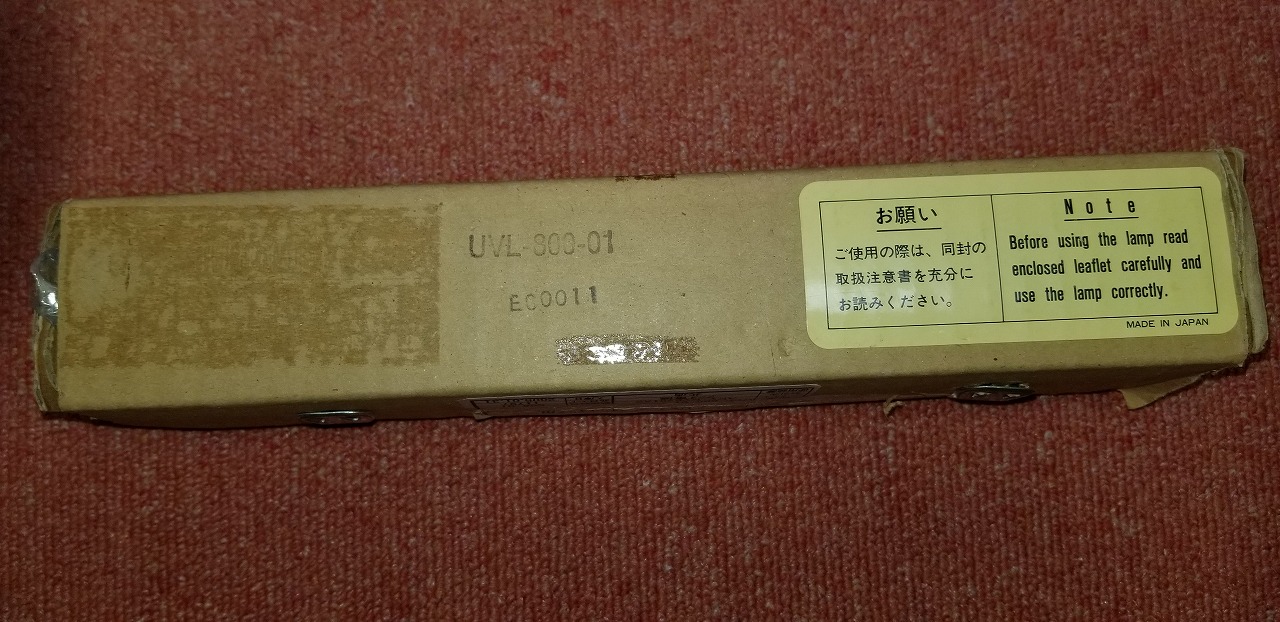 UVL-800-01
EC0011
お願い
ご使用の際は、同封の
取扱注意書を充分に
お読みください。
Note
Before using the lamp read
enclosed leaflet carefully and
use the lamp correctly.
MADE IN JAPAN